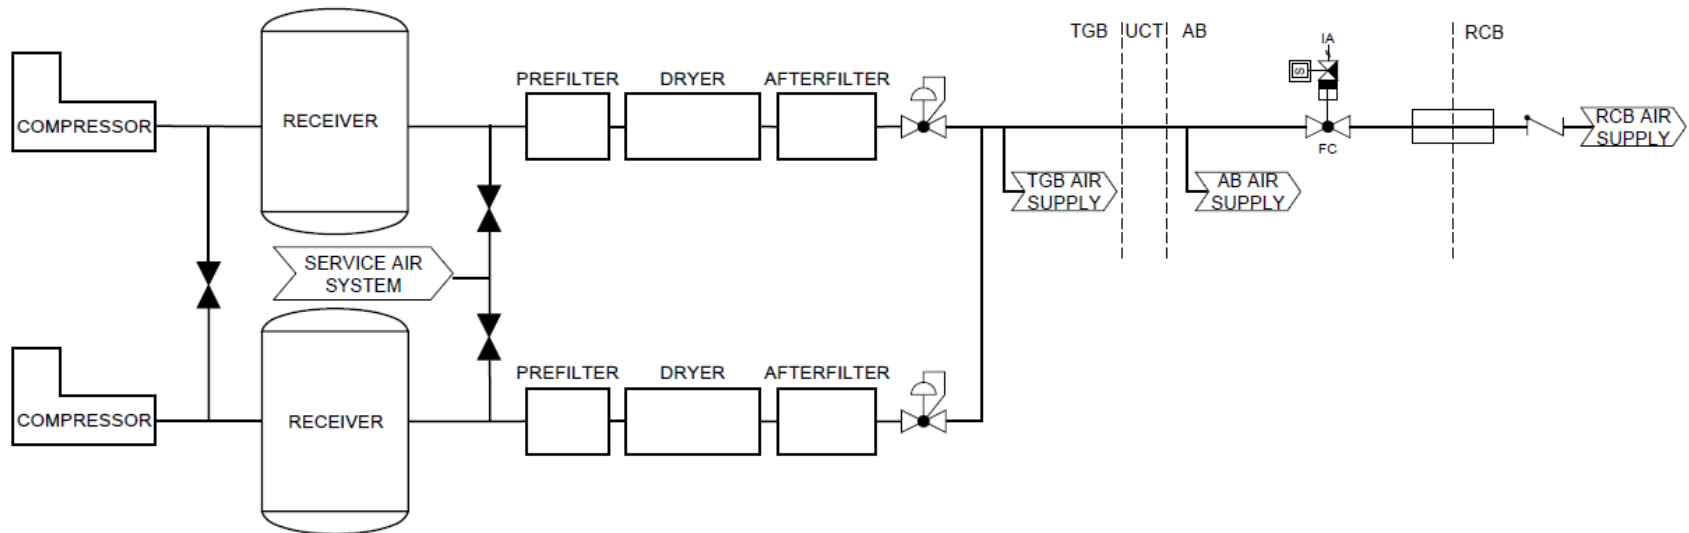 TGB
UCT
AB
RCB
IA
S
PREFILTER
DRYER
AFTERFILTER
COMPRESSOR
RECEIVER
RCB AIR
SUPPLY
FC
TGB AIR
SUPPLY
AB AIR
SUPPLY
SERVICE AIR
SYSTEM
PREFILTER
DRYER
AFTERFILTER
COMPRESSOR
RECEIVER